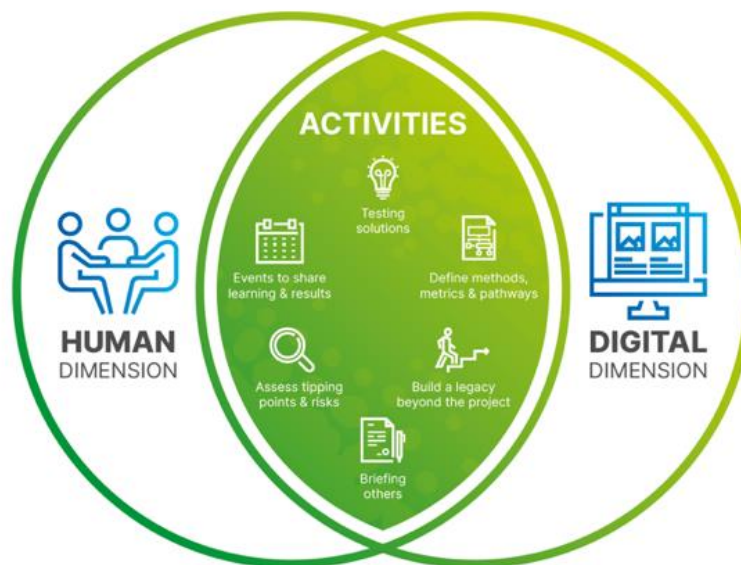 ACTIVITIES
Testing
solutions
Events to share
learning & results
Define methods,
metrics & pathways
HUMAN
DIMENSION
DIGITAL
DIMENSION
Assess tipping
points & risks
Build a legacy
beyond the project
Briefing
others